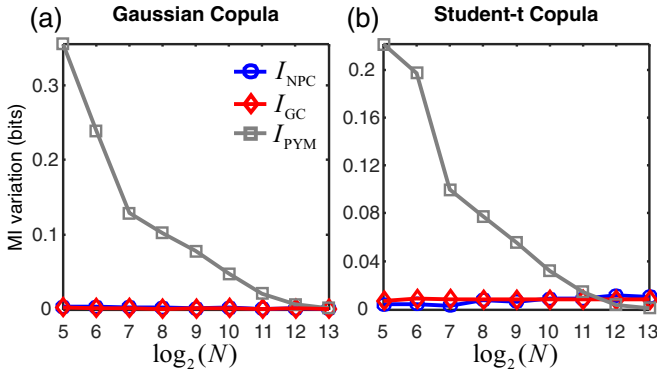 (a) Gaussian Copula
MI variation (bits)
0.3
0.2
0.1
0
I_NPC
I_GC
I_PYM
5 6 7 8 9 10 11 12 13
log₂(N)
(b) Student-t Copula
0.2
0.16
0.12
0.08
0.04
0
5 6 7 8 9 10 11 12 13
log₂(N)